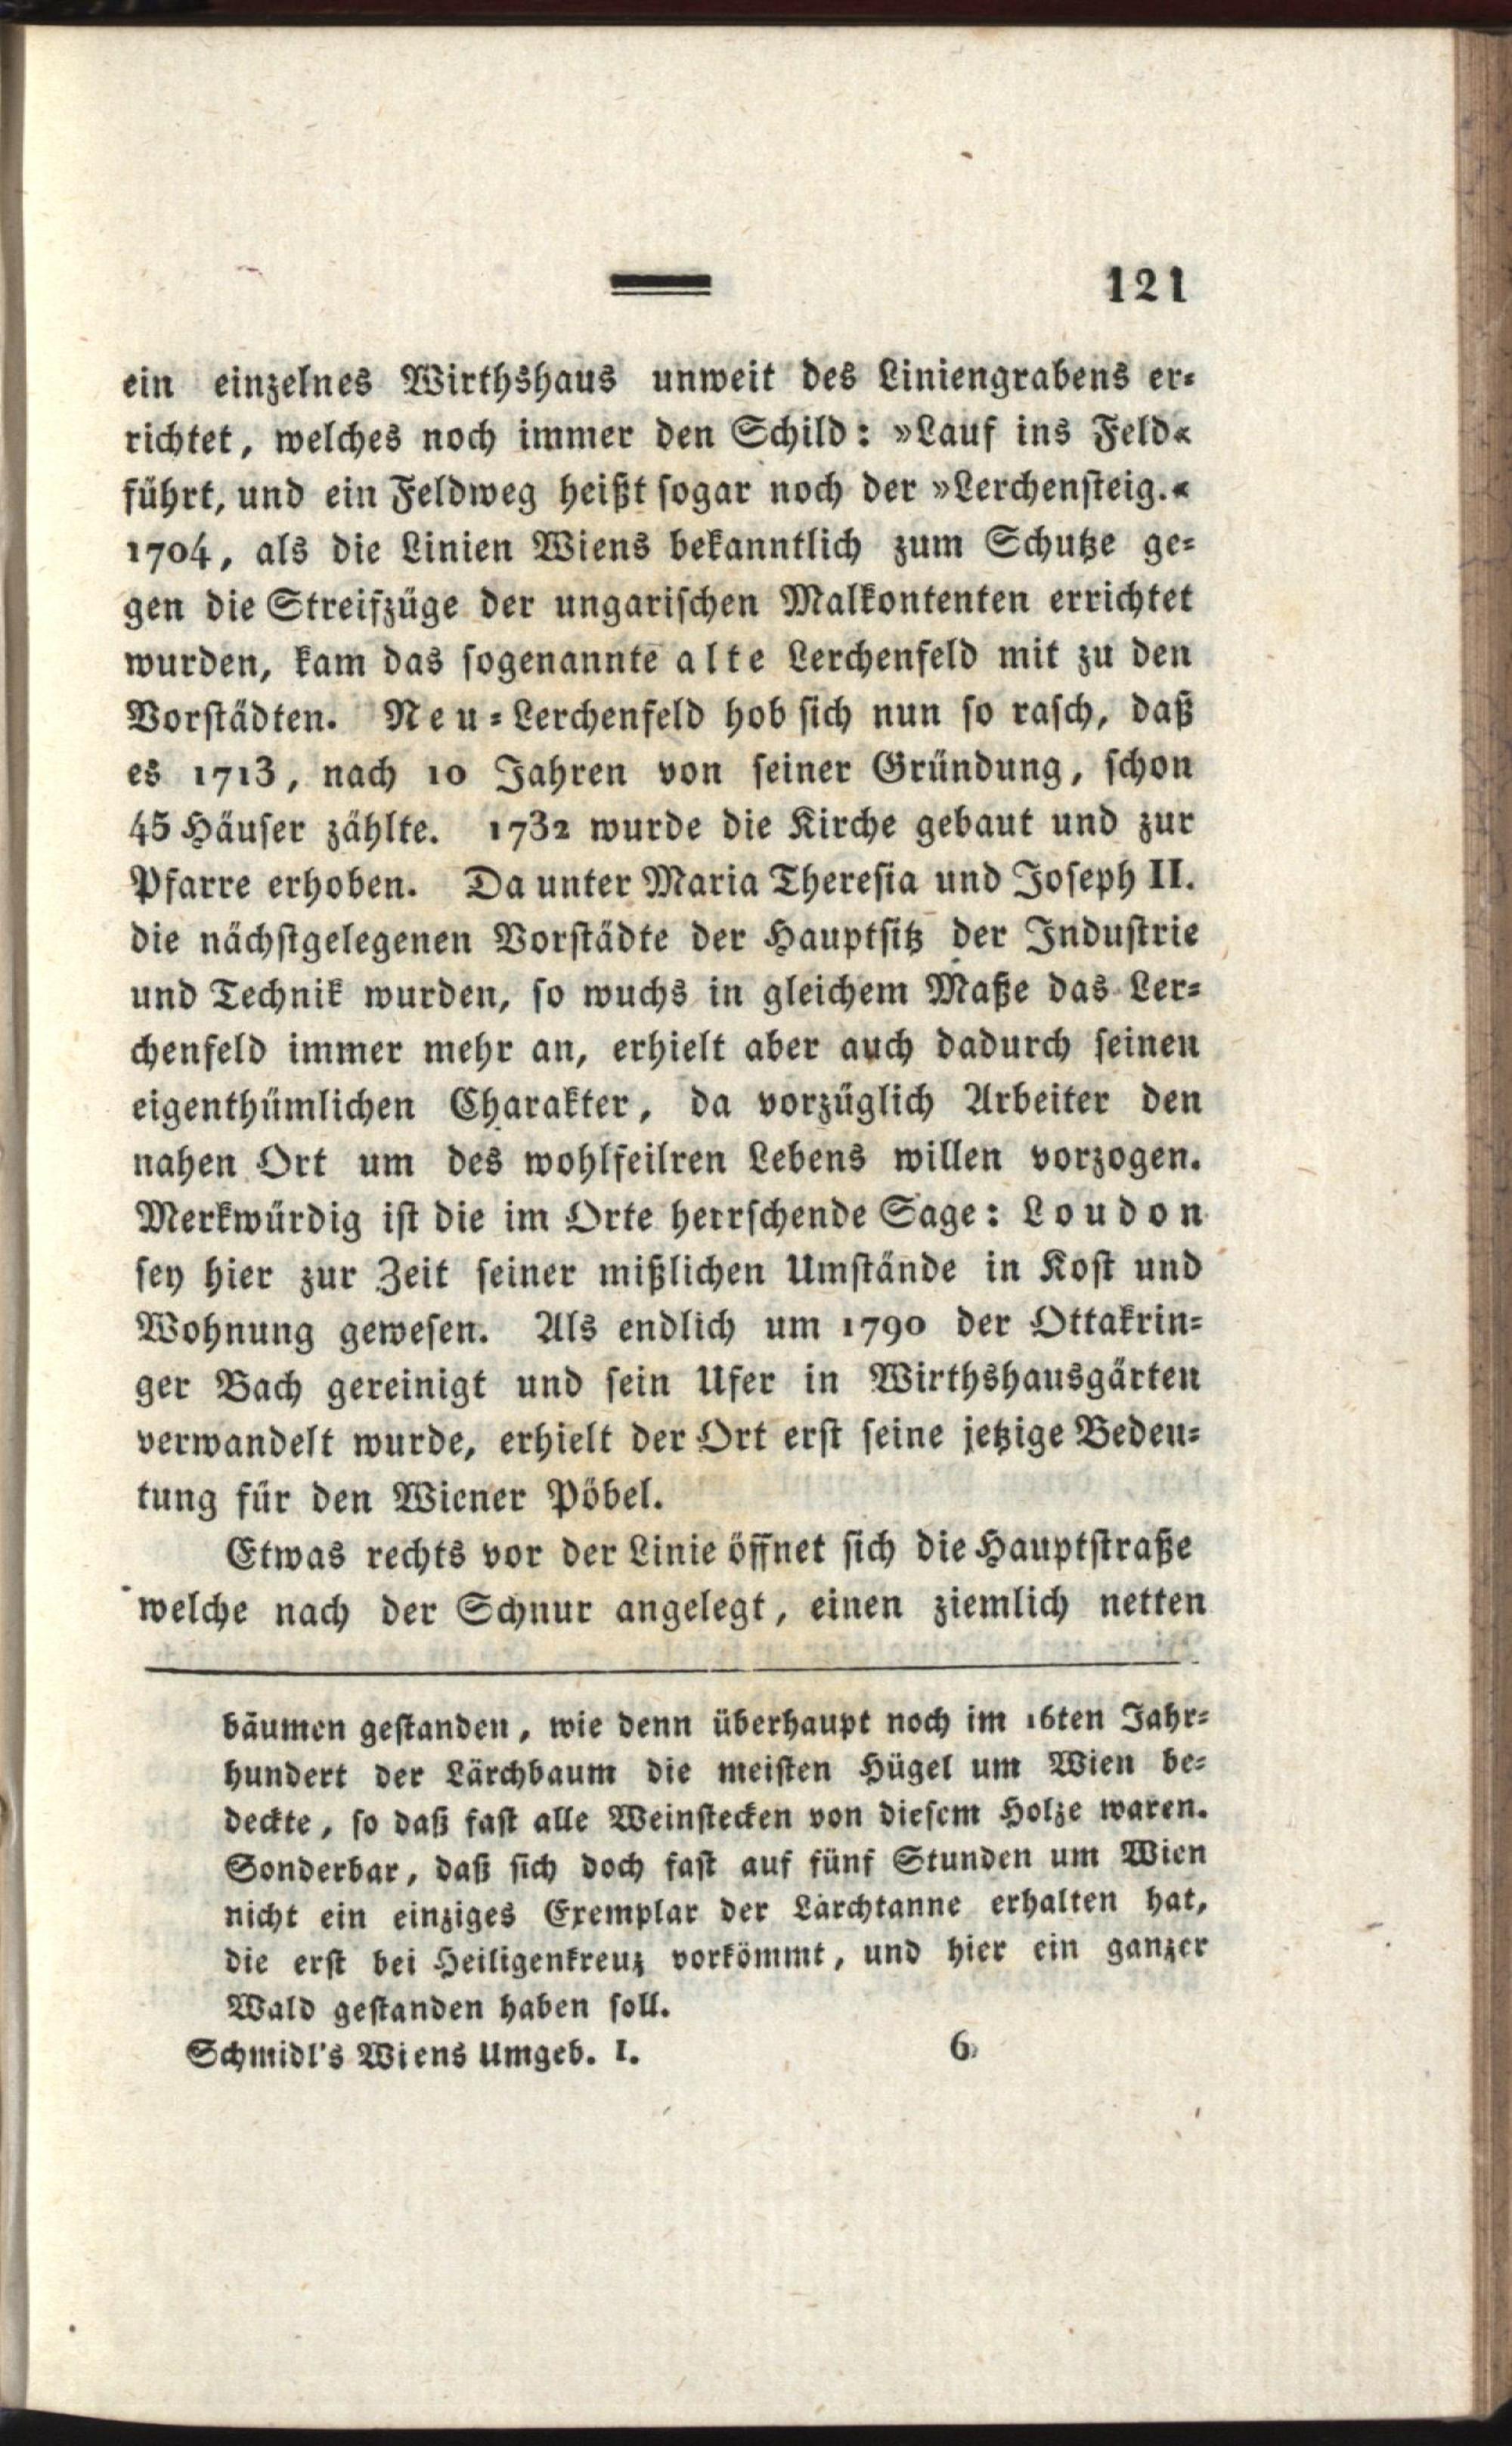 121
ein einzelnes Wirthshaus unweit des Liniengrabens er⸗
richtet, welches noch immer den Schild: »Lauf ins Feld«
führt, und ein Feldweg heißt sogar noch der »Lerchensteig.«
1704, als die Linien Wiens bekanntlich zum Schutze ge⸗
gen die Streifzüge der ungarischen Malkontenten errichtet
wurden, kam das sogenannte alte Lerchenfeld mit zu den
Vorstädten. Neu⸗Lerchenfeld hob sich nun so rasch, daß
es 1713, nach 10 Jahren von seiner Gründung, schon
45 Häuser zählte. 1732 wurde die Kirche gebaut und zur
Pfarre erhoben. Da unter Maria Theresia und Joseph II.
die nächstgelegenen Vorstädte der Hauptsitz der Industrie
und Technik wurden, so wuchs in gleichem Maße das Ler⸗
chenfeld immer mehr an, erhielt aber auch dadurch seinen
eigenthümlichen Charakter, da vorzüglich Arbeiter den
nahen Ort um des wohlfeilren Lebens willen vorzogen.
Merkwürdig ist die im Orte herrschende Sage: Loudon
sey hier zur Zeit seiner mißlichen Umstände in Kost und
Wohnung gewesen. Als endlich um 1790 der Ottakrin⸗
ger Bach gereinigt und sein Ufer in Wirthshausgärten
verwandelt wurde, erhielt der Ort erst seine jetzige Bedeu⸗
tung für den Wiener Pöbel.
Etwas rechts vor der Linie öffnet sich die Hauptstraße
welche nach der Schnur angelegt, einen ziemlich netten
bäumen gestanden, wie denn überhaupt noch im 16ten Jahr⸗
hundert der Lärchbaum die meisten Hügel um Wien be⸗
deckte, so daß fast alle Weinstecken von diesem Holze waren.
Sonderbar, daß sich doch fast auf fünf Stunden um Wien
nicht ein einziges Exemplar der Lärchtanne erhalten hat,
die erst bei Heiligenkreuz vorkömmt, und hier ein ganzer
Wald gestanden haben soll.
Schmidl's Wiens Umgeb. I. 6